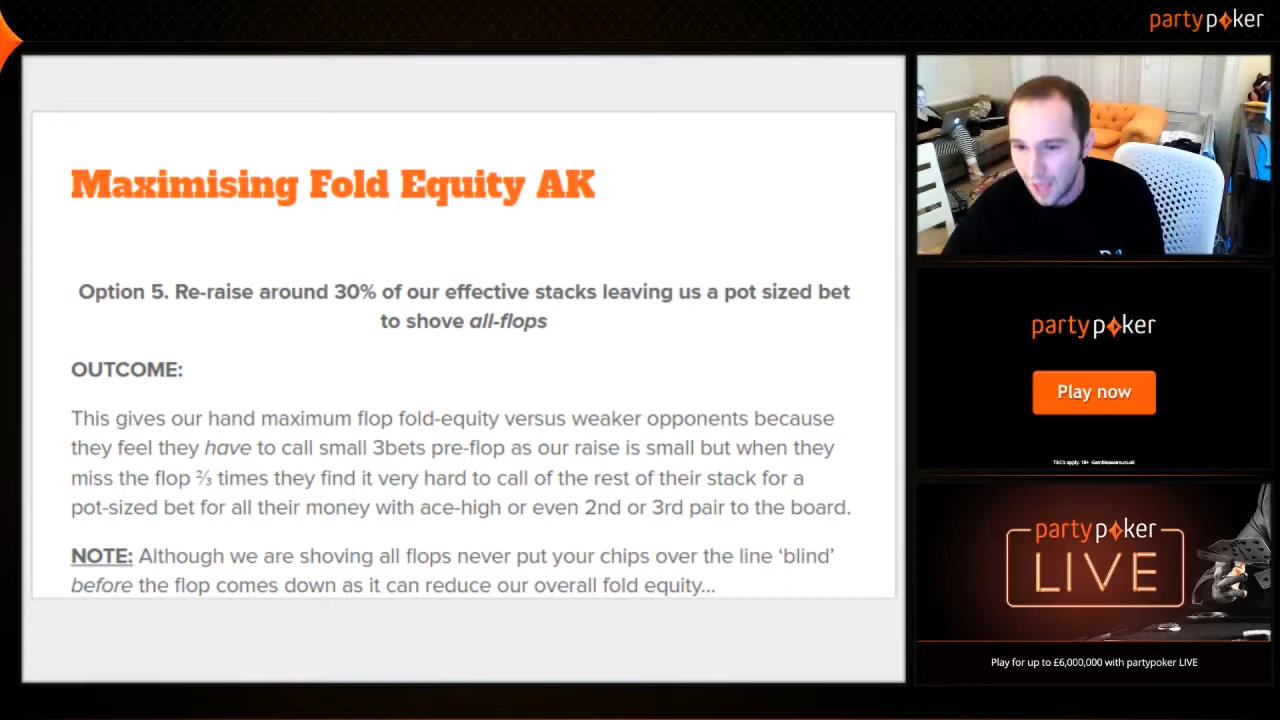 partypoker
Maximising Fold Equity AK
Option 5. Re-raise around 30% of our effective stacks leaving us a pot sized bet
to shove all-flops
OUTCOME:
This gives our hand maximum flop fold-equity versus weaker opponents because
they feel they have to call small 3bets pre-flop as our raise is small but when they
miss the flop ⅔ times they find it very hard to call of the rest of their stack for a
pot-sized bet for all their money with ace-high or even 2nd or 3rd pair to the board.
NOTE: Although we are shoving all flops never put your chips over the line ‘blind’
before the flop comes down as it can reduce our overall fold equity...
partypoker
Play now
T&C's apply. 18+ Gambleaware.co.uk
partypoker
LIVE
Play for up to £6,000,000 with partypoker LIVE